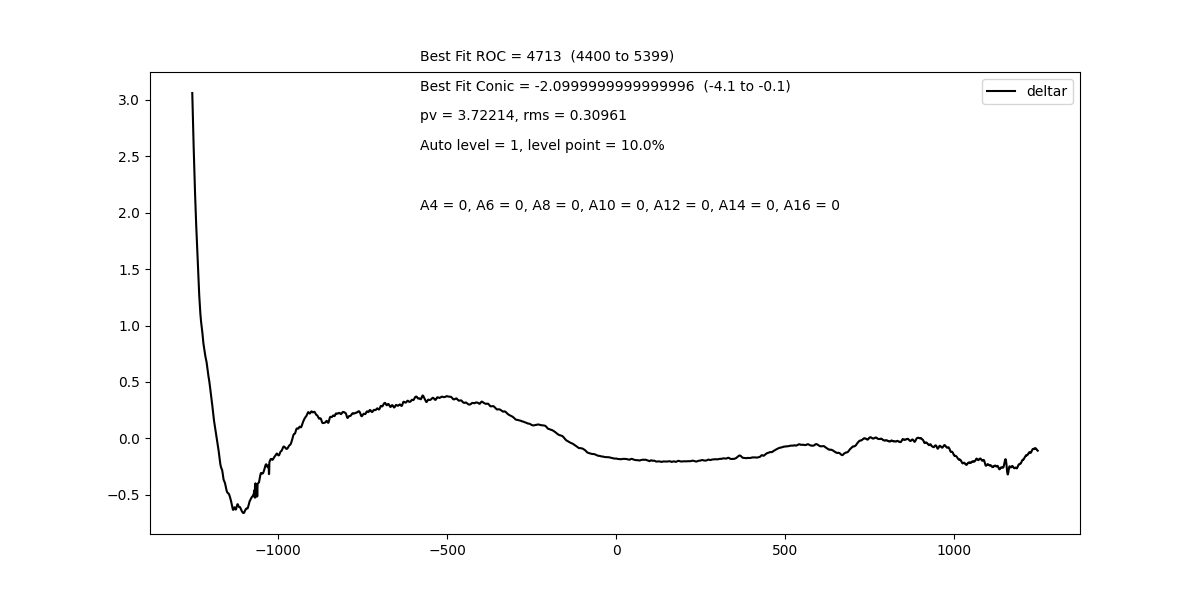 Best Fit ROC = 4713  (4400 to 5399)
Best Fit Conic = -2.0999999999999996  (-4.1 to -0.1)
deltar
3.0
pv = 3.72214, rms = 0.30961
Auto level = 1, level point = 10.0%
2.5
A4 = 0, A6 = 0, A8 = 0, A10 = 0, A12 = 0, A14 = 0, A16 = 0
2.0
1.5
1.0
0.5
0.0
−0.5
−1000 −500 0 500 1000